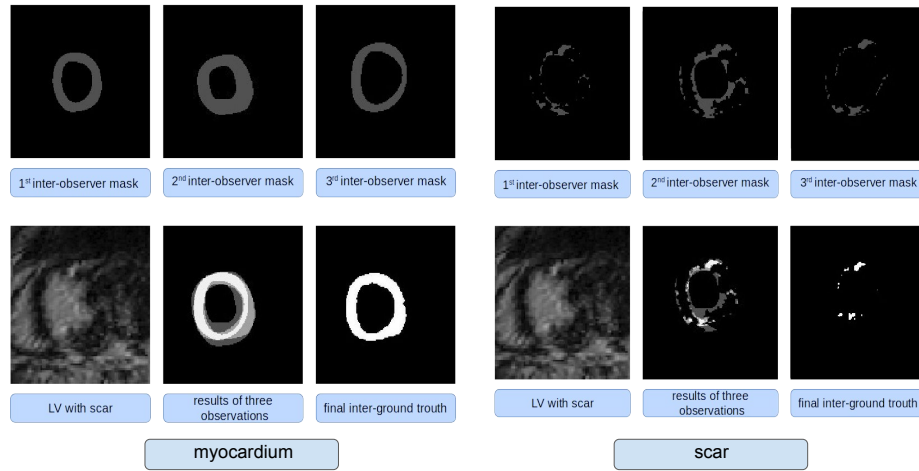 1st inter-observer mask
2nd inter-observer mask
3rd inter-observer mask
1st inter-observer mask
2nd inter-observer mask
3rd inter-observer mask
LV with scar
results of three
observations
final inter-ground trouth
LV with scar
results of three
observations
final inter-ground trouth
myocardium
scar